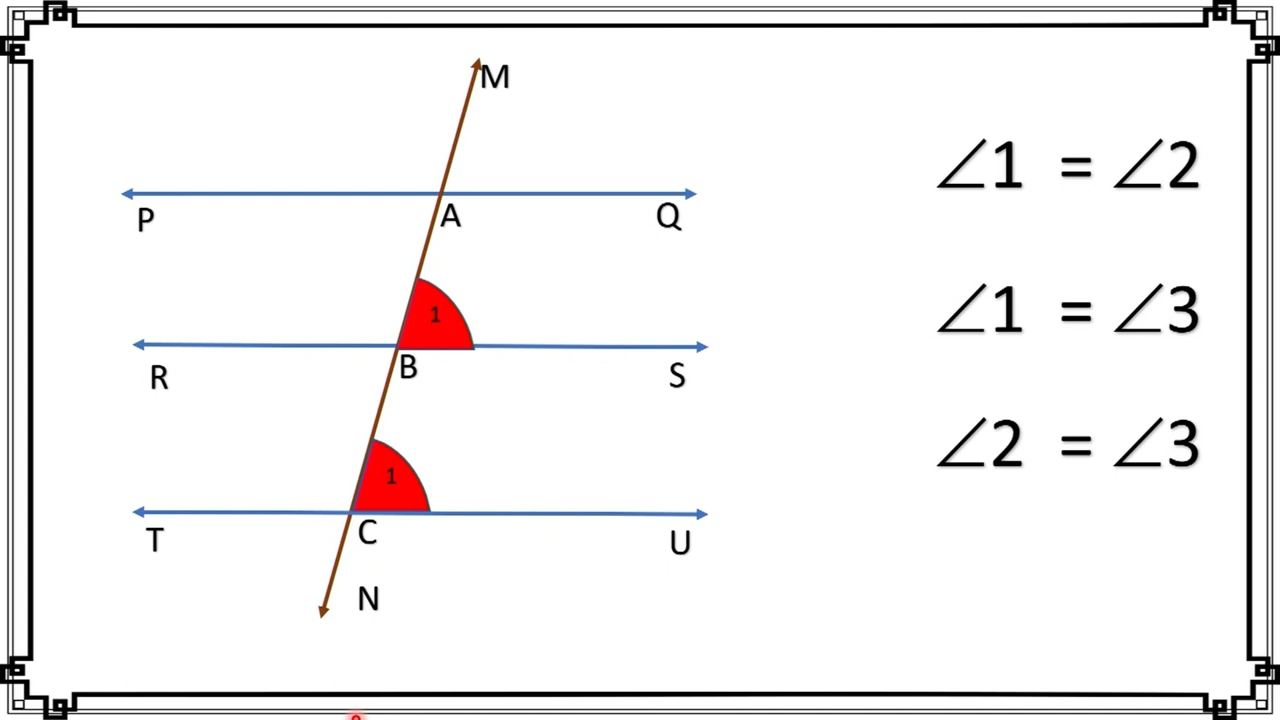 M
P A Q
1
R B S
1
T C U
N
∠1 = ∠2
∠1 = ∠3
∠2 = ∠3